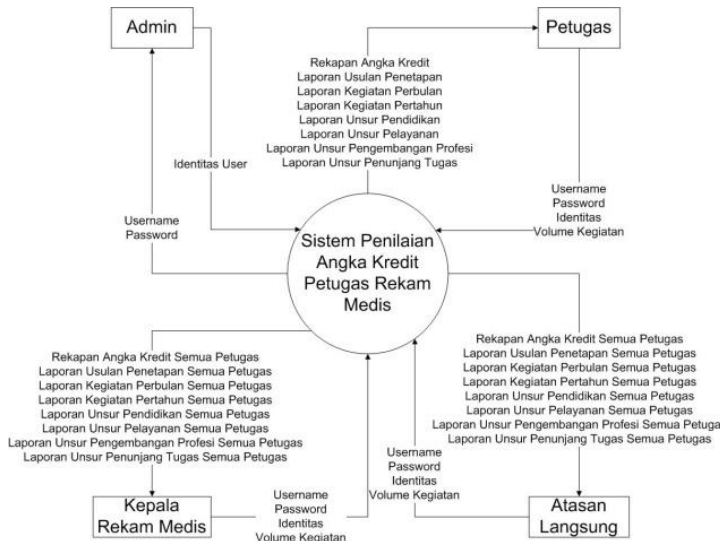 Admin
Petugas
Rekapan Angka Kredit
Laporan Usulan Penetapan
Laporan Kegiatan Perbulan
Laporan Kegiatan Pertahun
Laporan Unsur Pendidikan
Laporan Unsur Pelayanan
Laporan Unsur Pengembangan Profesi
Laporan Unsur Penunjang Tugas
Identitas User
Username
Password
Username
Password
Identitas
Volume Kegiatan
Sistem Penilaian
Angka Kredit
Petugas Rekam
Medis
Rekapan Angka Kredit Semua Petugas
Laporan Usulan Penetapan Semua Petugas
Laporan Kegiatan Perbulan Semua Petugas
Laporan Kegiatan Pertahun Semua Petugas
Laporan Unsur Pendidikan Semua Petugas
Laporan Unsur Pelayanan Semua Petugas
Laporan Unsur Pengembangan Profesi Semua Petugas
Laporan Unsur Penunjang Tugas Semua Petugas
Rekapan Angka Kredit Semua Petugas
Laporan Usulan Penetapan Semua Petugas
Laporan Kegiatan Perbulan Semua Petugas
Laporan Kegiatan Pertahun Semua Petugas
Laporan Unsur Pendidikan Semua Petugas
Laporan Unsur Pelayanan Semua Petugas
Laporan Unsur Pengembangan Profesi Semua Petuga
Laporan Unsur Penunjang Tugas Semua Petugas
Kepala
Rekam Medis
Username
Password
Identitas
Volume Kegiatan
Username
Password
Identitas
Volume Kegiatan
Atasan
Langsung